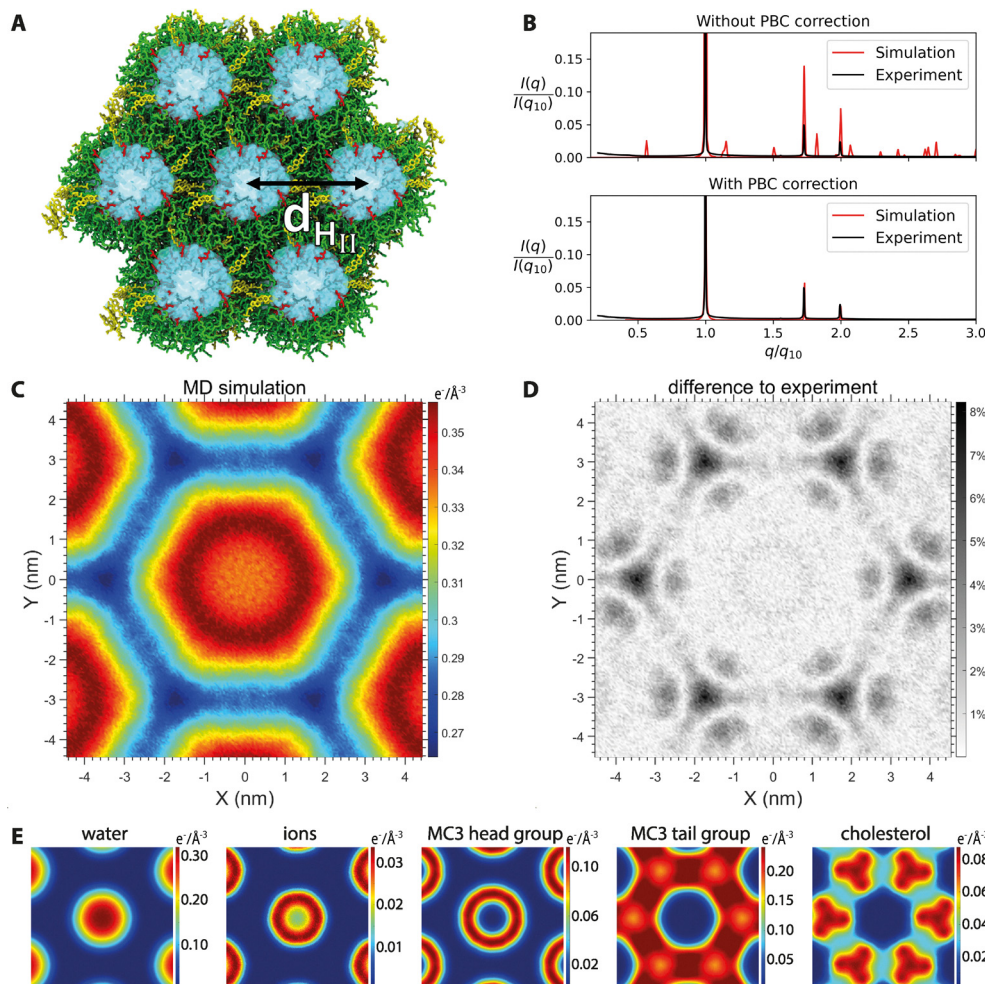 A
d_HII
B
Without PBC correction
I(q)
I(q₁₀)
0.15
0.10
0.05
0.00
Simulation
Experiment
With PBC correction
I(q)
I(q₁₀)
0.15
0.10
0.05
0.00
Simulation
Experiment
0.5 1.0 1.5 2.0 2.5 3.0
q/q₁₀
C
MD simulation
e⁻/Å⁻³
Y (nm)
4
3
2
1
0
-1
-2
-3
-4
-4 -3 -2 -1 0 1 2 3 4
X (nm)
0.35
0.34
0.33
0.32
0.31
0.3
0.29
0.28
0.27
D
difference to experiment
Y (nm)
4
3
2
1
0
-1
-2
-3
-4
-4 -3 -2 -1 0 1 2 3 4
X (nm)
8%
7%
6%
5%
4%
3%
2%
1%
E
water
e⁻/Å⁻³
0.30
0.20
0.10
ions
e⁻/Å⁻³
0.03
0.02
0.01
MC3 head group
e⁻/Å⁻³
0.10
0.06
0.02
MC3 tail group
e⁻/Å⁻³
0.20
0.10
0.05
cholesterol
e⁻/Å⁻³
0.08
0.06
0.04
0.02